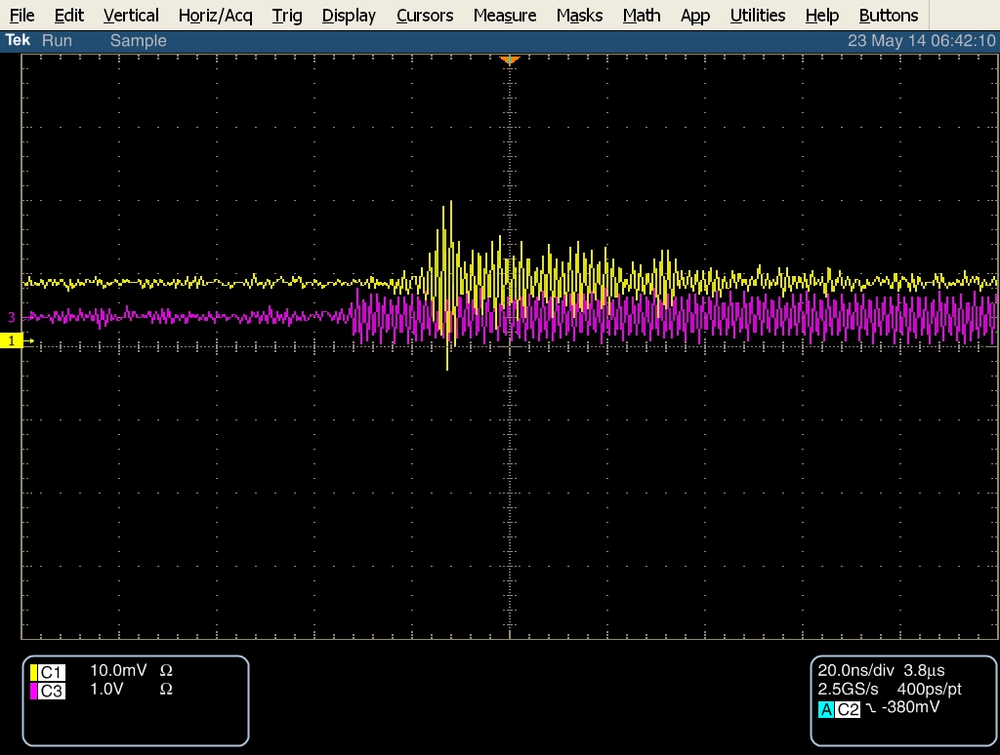 File Edit Vertical Horiz/Acq Trig Display Cursors Measure Masks Math App Utilities Help Buttons
Tek Run Sample 23 May 14 06:42:10
3
1
C1 10.0mV Ω
C3 1.0V Ω
20.0ns/div 3.8µs
2.5GS/s 400ps/pt
A C2 -380mV